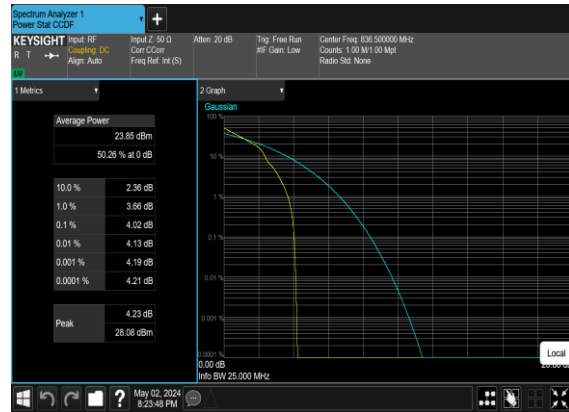 Spectrum Analyzer 1
Power Stat CCDF
KEYSIGHT
R T
LW
Input: RF
Coupling: DC
Align: Auto
Input Z: 50 Ω
Corr CCorr
Freq Ref: Int (S)
Atten: 20 dB
Trig: Free Run
#IF Gain: Low
Center Freq: 836.500000 MHz
Counts: 1.00 M/1.00 Mpt
Radio Std: None
1 Metrics
Average Power
23.85 dBm
50.26 % at 0 dB
10.0 % 2.36 dB
1.0 % 3.66 dB
0.1 % 4.02 dB
0.01 % 4.13 dB
0.001 % 4.19 dB
0.0001 % 4.21 dB
Peak
4.23 dB
28.08 dBm
2 Graph
Gaussian
100 %
10 %
1 %
0.1 %
0.01 %
0.001 %
0.0001 %
0.00 dB
Info BW 25.000 MHz
Local
?
May 02, 2024
8:23:48 PM